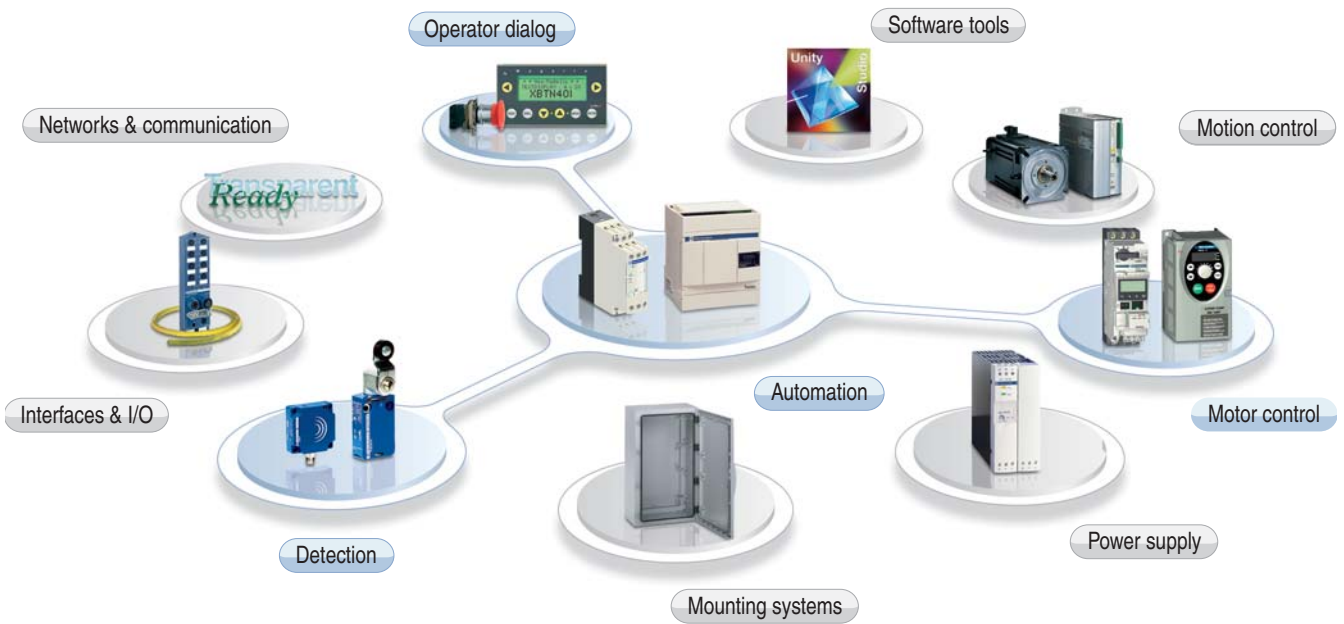 Operator dialog
Software tools
Unity
Studio
XBTN401
Networks & communication
Motion control
Transparent
Ready
Interfaces & I/O
Automation
Motor control
Detection
Power supply
Mounting systems